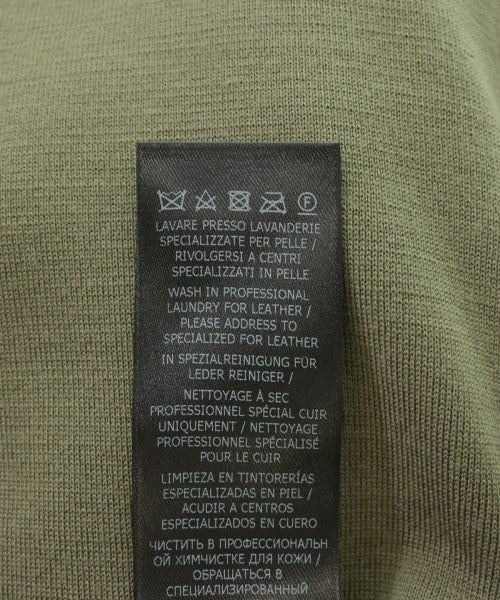 F
LAVARE PRESSO LAVANDERIE
SPECIALIZZATE PER PELLE /
RIVOLGERSI A CENTRI
SPECIALIZZATI IN PELLE
WASH IN PROFESSIONAL
LAUNDRY FOR LEATHER /
PLEASE ADDRESS TO
SPECIALIZED FOR LEATHER
IN SPEZIALREINIGUNG FÜR
LEDER REINIGER /
NETTOYAGE À SEC
PROFESSIONNEL SPÉCIAL CUIR
UNIQUEMENT / NETTOYAGE
PROFESSIONNEL SPÉCIALISÉ
POUR LE CUIR
LIMPIEZA EN TINTORERÍAS
ESPECIALIZADAS EN PIEL /
ACUDIR A CENTROS
ESPECIALIZADOS EN CUERO
ЧИСТИТЬ В ПРОФЕССИОНАЛЬН
ОЙ ХИМЧИСТКЕ ДЛЯ КОЖИ /
ОБРАЩАТЬСЯ В
СПЕЦИАЛИЗИРОВАННЫЙ